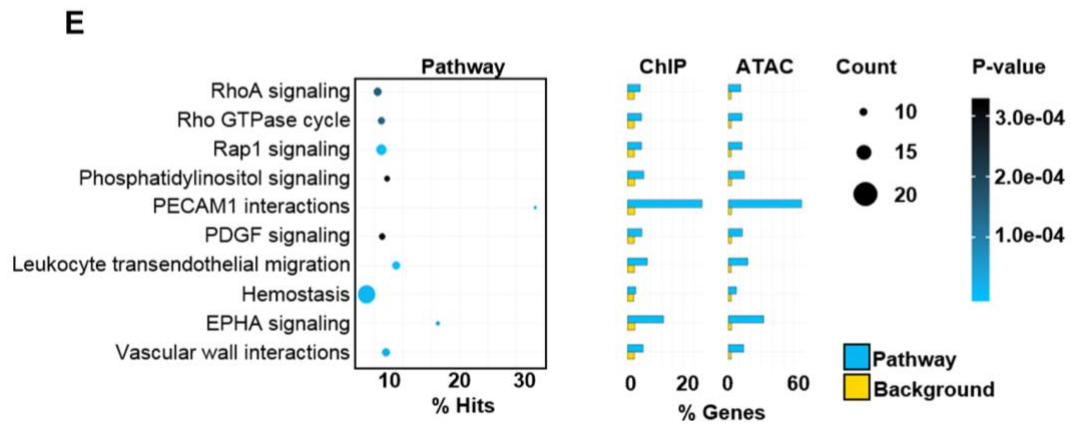 E
Pathway
ChIP ATAC Count P-value
RhoA signaling
Rho GTPase cycle
Rap1 signaling
Phosphatidylinositol signaling
PECAM1 interactions
PDGF signaling
Leukocyte transendothelial migration
Hemostasis
EPHA signaling
Vascular wall interactions
10 20 30
% Hits
0 20 0 60
% Genes
10
15
20
3.0e-04
2.0e-04
1.0e-04
Pathway
Background